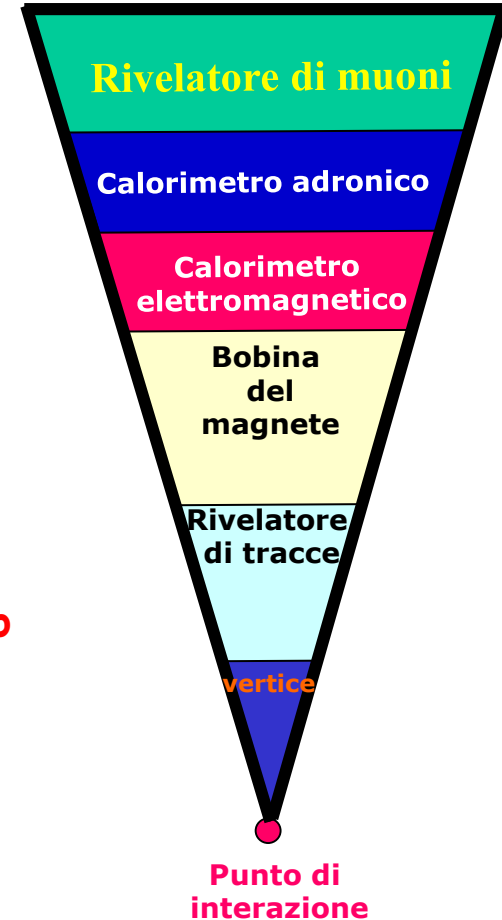 Rivelatore di muoni
Calorimetro adronico
Calorimetro
elettromagnetico
Bobina
del
magnete
Rivelatore
di tracce
o
vertice
Punto di
interazione